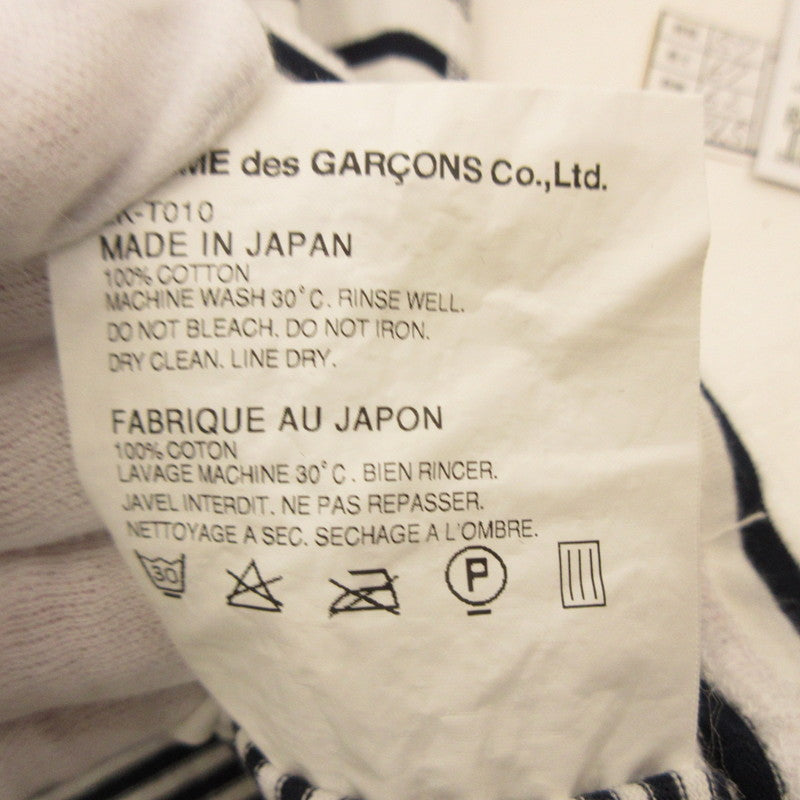 des GARÇONS Co.,Ltd.
K-T010
MADE IN JAPAN
100% COTTON
MACHINE WASH 30°C. RINSE WELL.
DO NOT BLEACH. DO NOT IRON.
DRY CLEAN. LINE DRY.
FABRIQUE AU JAPON
100% COTON
LAVAGE MACHINE 30°C. BIEN RINCER.
JAVEL INTERDIT. NE PAS REPASSER.
NETTOYAGE A SEC. SECHAGE A L'OMBRE.
30 P